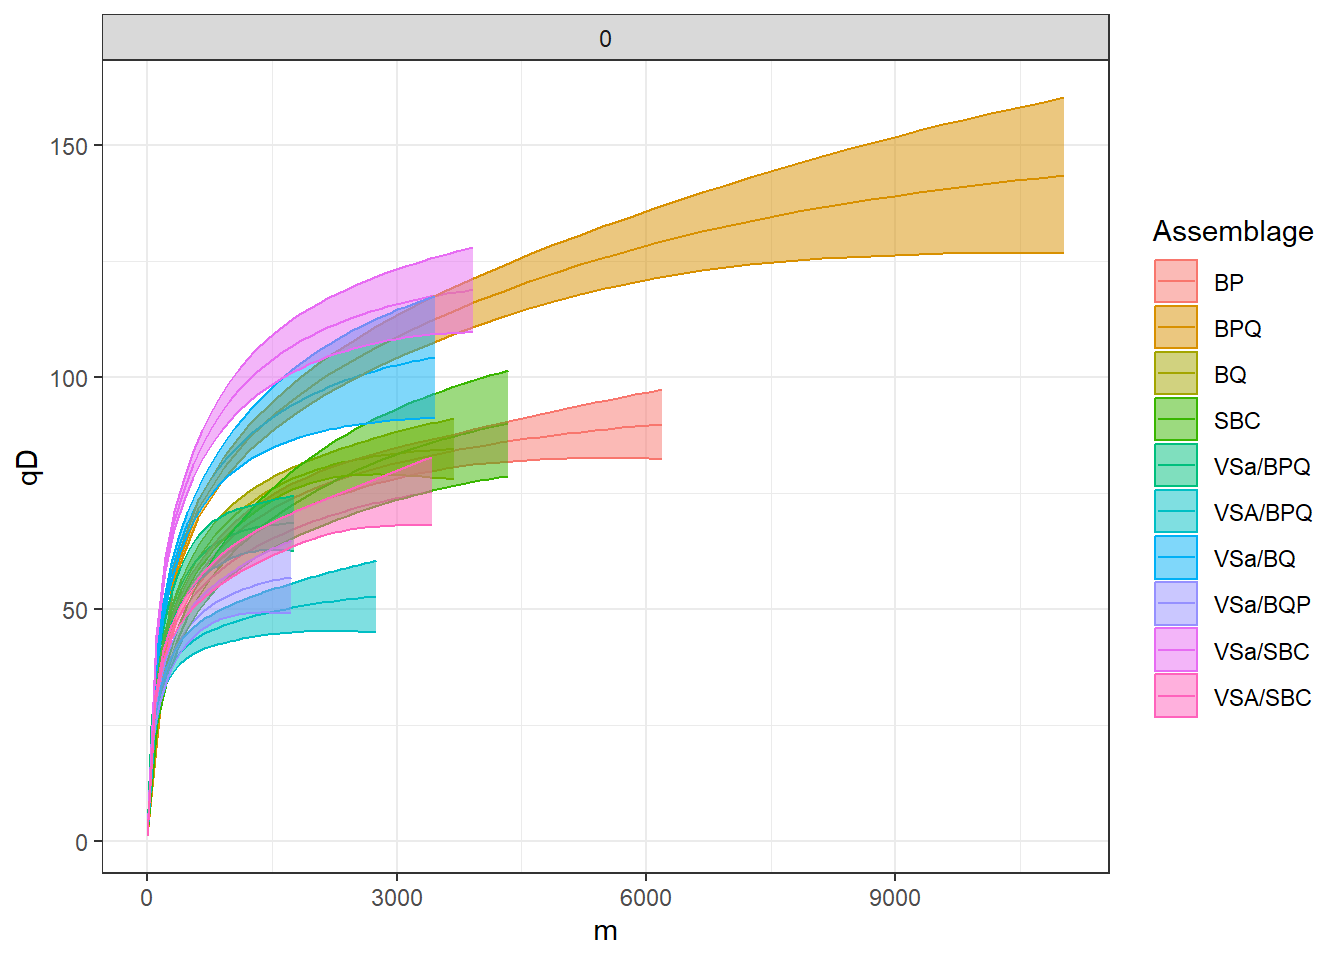 0
qD
150
100
50
0
0
3000
6000
9000
m
Assemblage
BP
BPQ
BQ
SBC
VSa/BPQ
VSA/BPQ
VSa/BQ
VSa/BQP
VSa/SBC
VSA/SBC